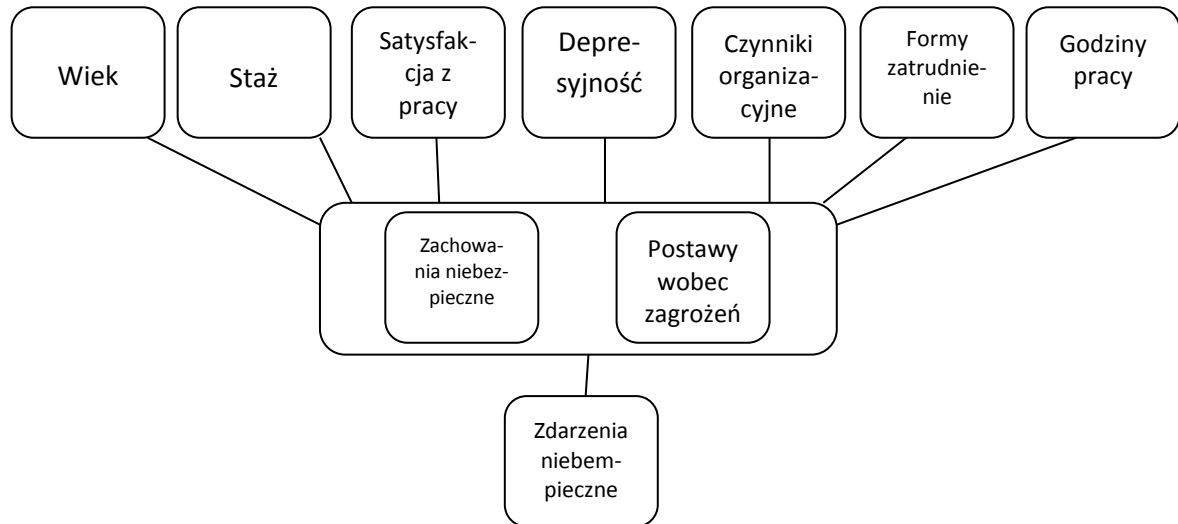 Wiek
Staż
Satysfak-
cja z
pracy
Depre-
syjność
Czynniki
organiza-
cyjne
Formy
zatrudnie-
nie
Godziny
pracy
Zachowa-
nia niebez-
pieczne
Postawy
wobec
zagrożeń
Zdarzenia
niebem-
pieczne